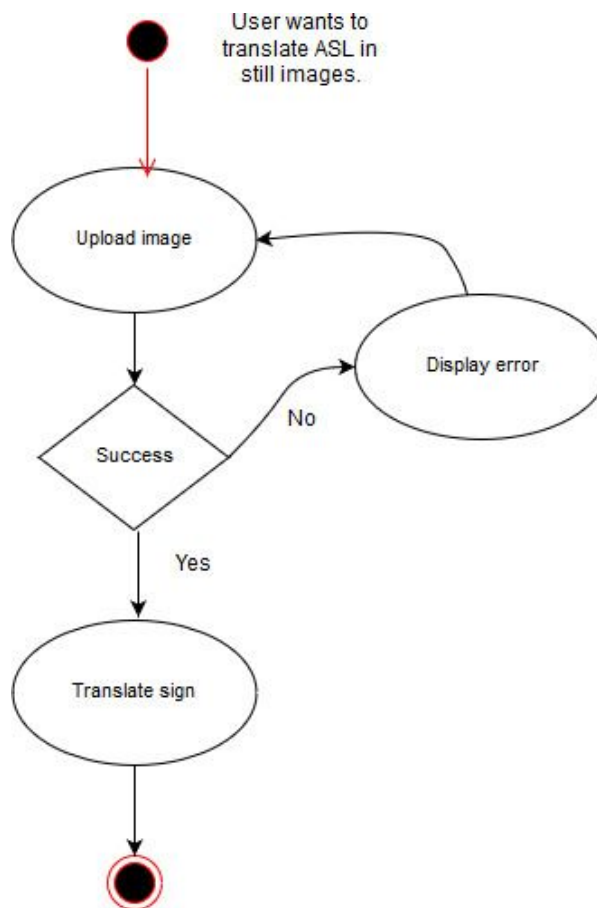 User wants to
translate ASL in
still images.
Upload image
Display error
No
Success
Yes
Translate sign